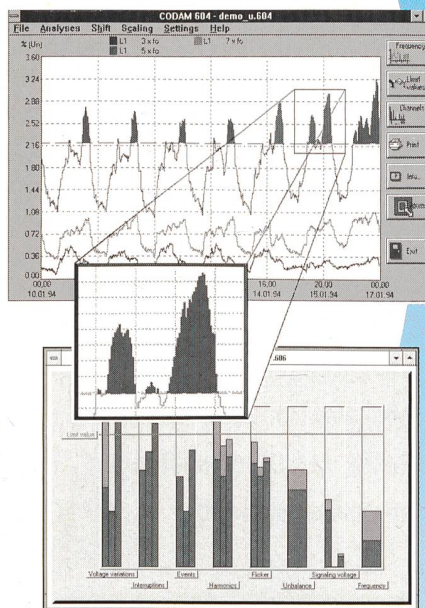 CODAM 604 - demo_u.604
File Analyses Shift Scaling Settings Help
% (Un)
L1 3 x fo L1 7 x fo
L1 5 x fo
3.60
3.24
2.88
2.52
2.16
1.80
1.44
1.08
0.72
0.36
0.00
00,00 16,00 20,00 00,00
10.01.94 14.01.94 15.01.94 17.01.94
Frequency
Limit values
Channels
Print
Info..
Exit
.686
Limit value
Voltage variations Events Flicker Signaling voltage
Interruptions Harmonics Unbalance Frequency